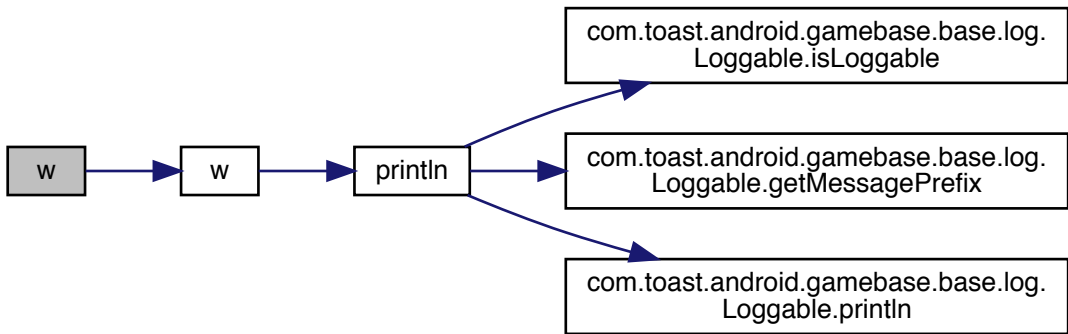 w
w
println
com.toast.android.gamebase.base.log.
Loggable.isLoggable
com.toast.android.gamebase.base.log.
Loggable.getMessagePrefix
com.toast.android.gamebase.base.log.
Loggable.println